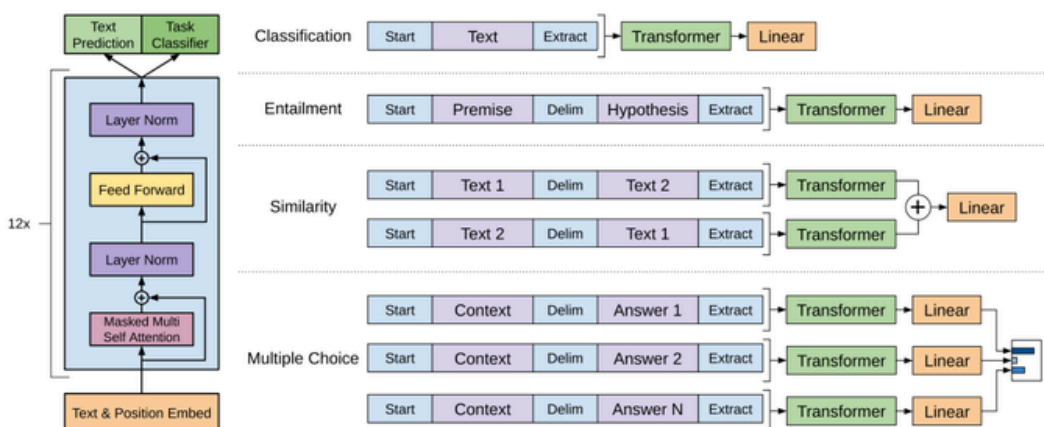 Text
Prediction
Task
Classifier
Layer Norm
Feed Forward
12x
Layer Norm
Masked Multi
Self Attention
Text & Position Embed
Classification
Start Text Extract Transformer Linear
Entailment
Start Premise Delim Hypothesis Extract Transformer Linear
Similarity
Start Text 1 Delim Text 2 Extract Transformer
Linear
Start Text 2 Delim Text 1 Extract Transformer
Multiple Choice
Start Context Delim Answer 1 Extract Transformer Linear
Start Context Delim Answer 2 Extract Transformer Linear
Start Context Delim Answer N Extract Transformer Linear